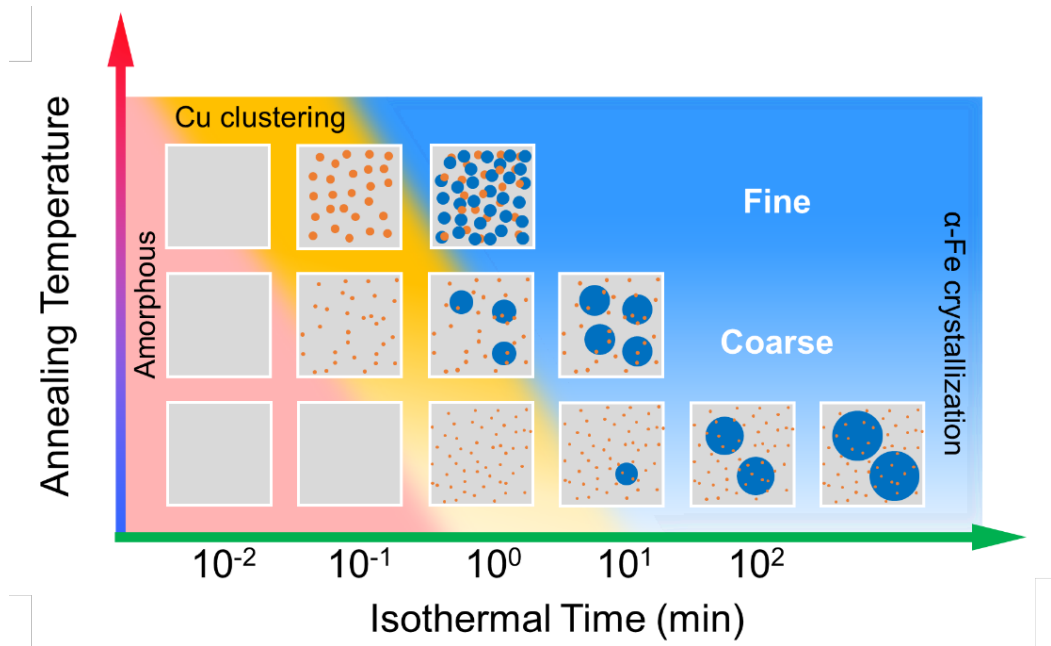 Cu clustering
Annealing Temperature
Amorphous
Fine
Coarse
α-Fe crystallization
10⁻² 10⁻¹ 10⁰ 10¹ 10²
Isothermal Time (min)